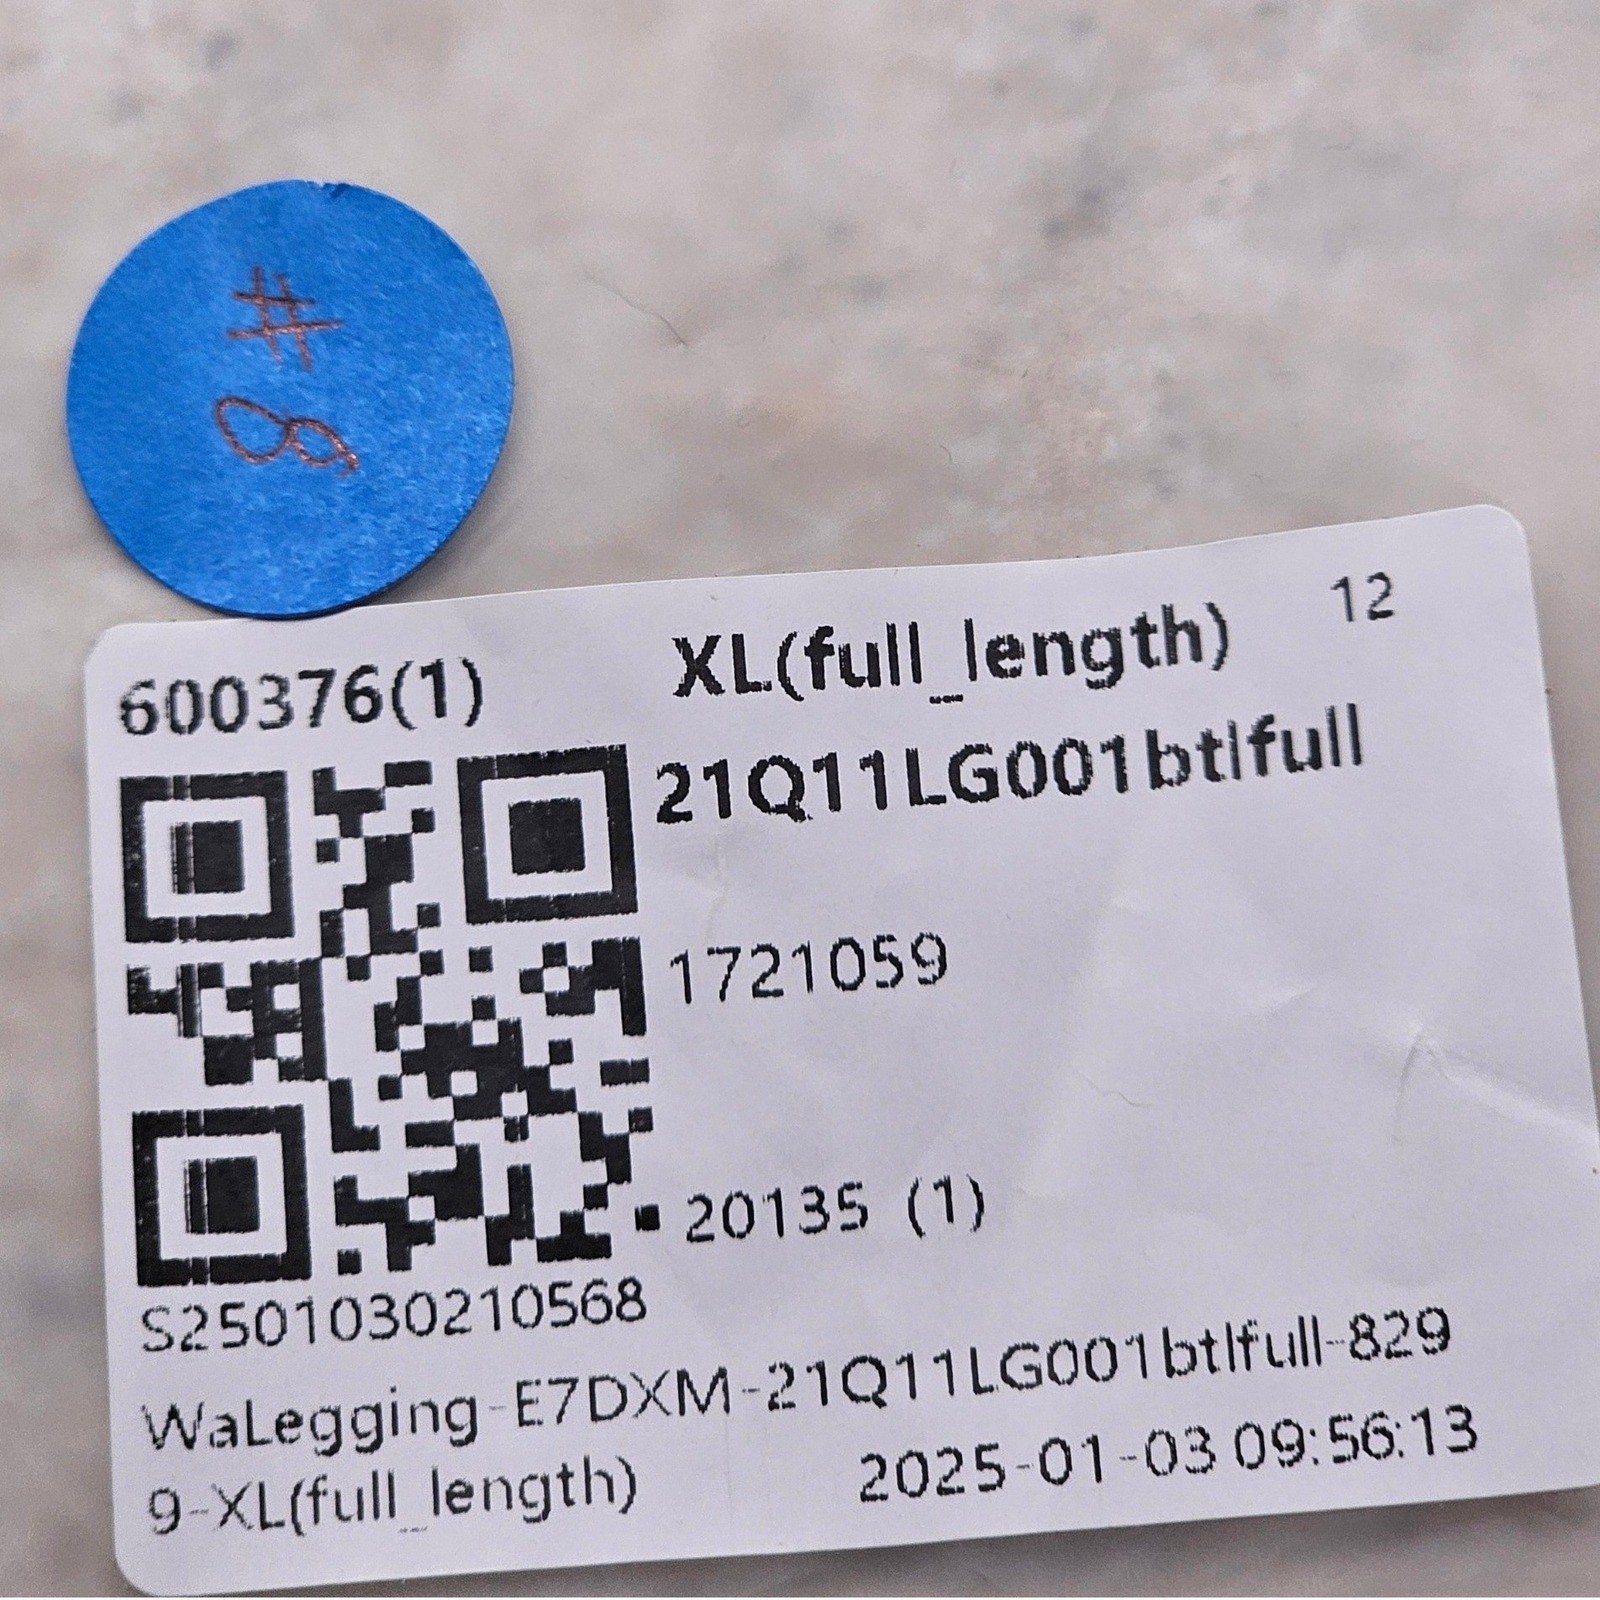 #
8
600376(1)
XL(full_length)
12
21Q11LG001btlfull
1721059
20135 (1)
S2501030210568
WaLegging-E7DXM-21Q11LG001btlfull-829
9-XL(full_length)
2025-01-03 09:56:13